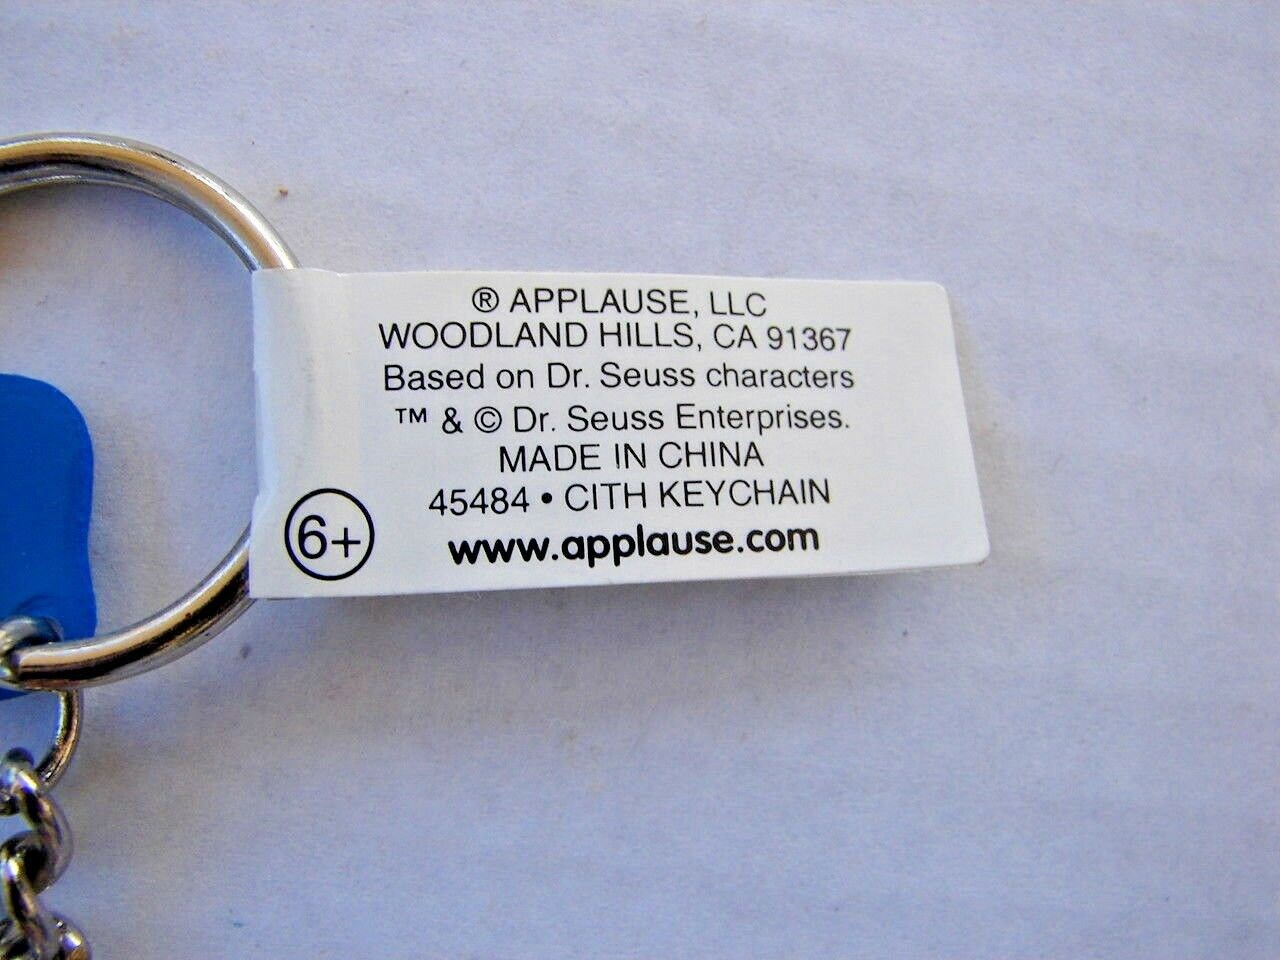 ® APPLAUSE, LLC
WOODLAND HILLS, CA 91367
Based on Dr. Seuss characters
™ & © Dr. Seuss Enterprises.
MADE IN CHINA
45484 • CITH KEYCHAIN
6+
www.applause.com